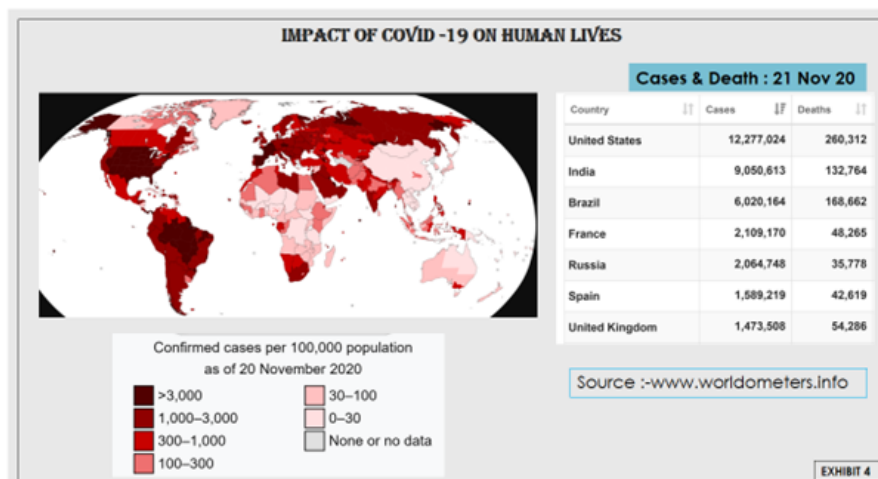 IMPACT OF COVID -19 ON HUMAN LIVES
Cases & Death : 21 Nov 20
Country Cases Deaths
United States 12,277,024 260,312
India 9,050,613 132,764
Brazil 6,020,164 168,662
France 2,109,170 48,265
Russia 2,064,748 35,778
Spain 1,589,219 42,619
United Kingdom 1,473,508 54,286
Confirmed cases per 100,000 population
as of 20 November 2020
>3,000
1,000–3,000
300–1,000
100–300
30–100
0–30
None or no data
Source :-www.worldometers.info
EXHIBIT 4